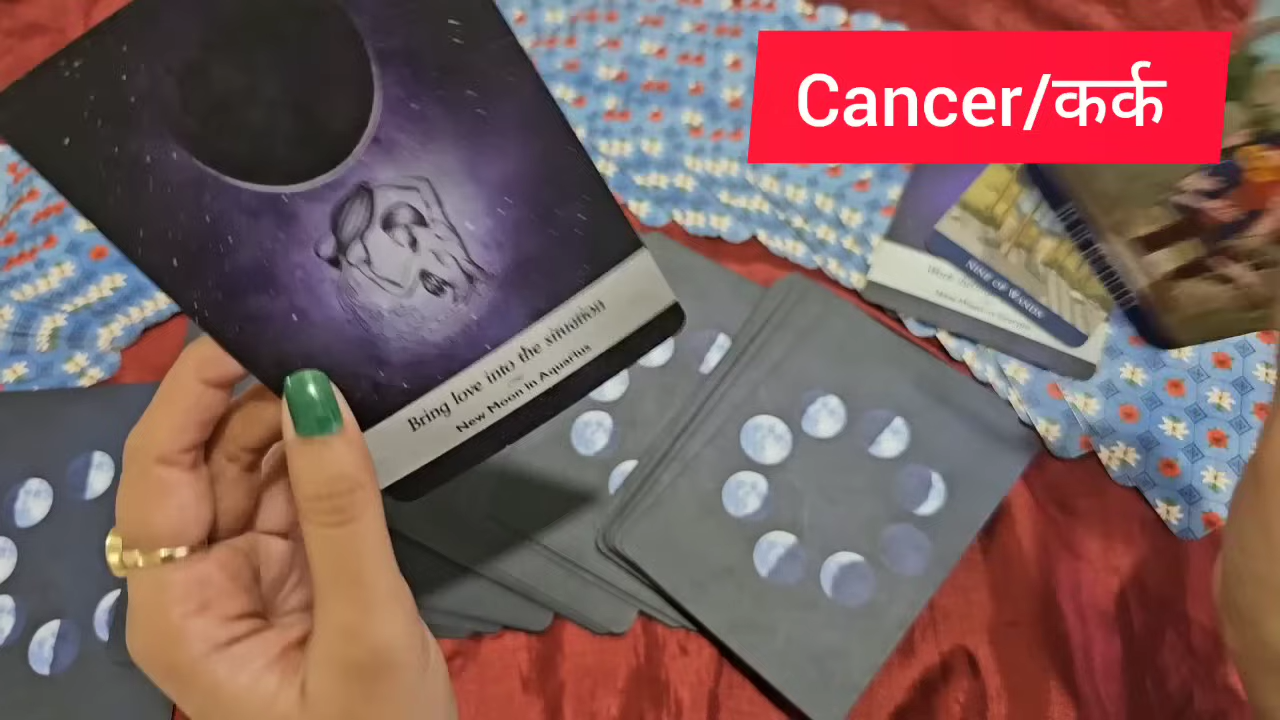 Cancer/कर्क
Bring love into the situation
New Moon in Aquarius
NINE OF WANDS